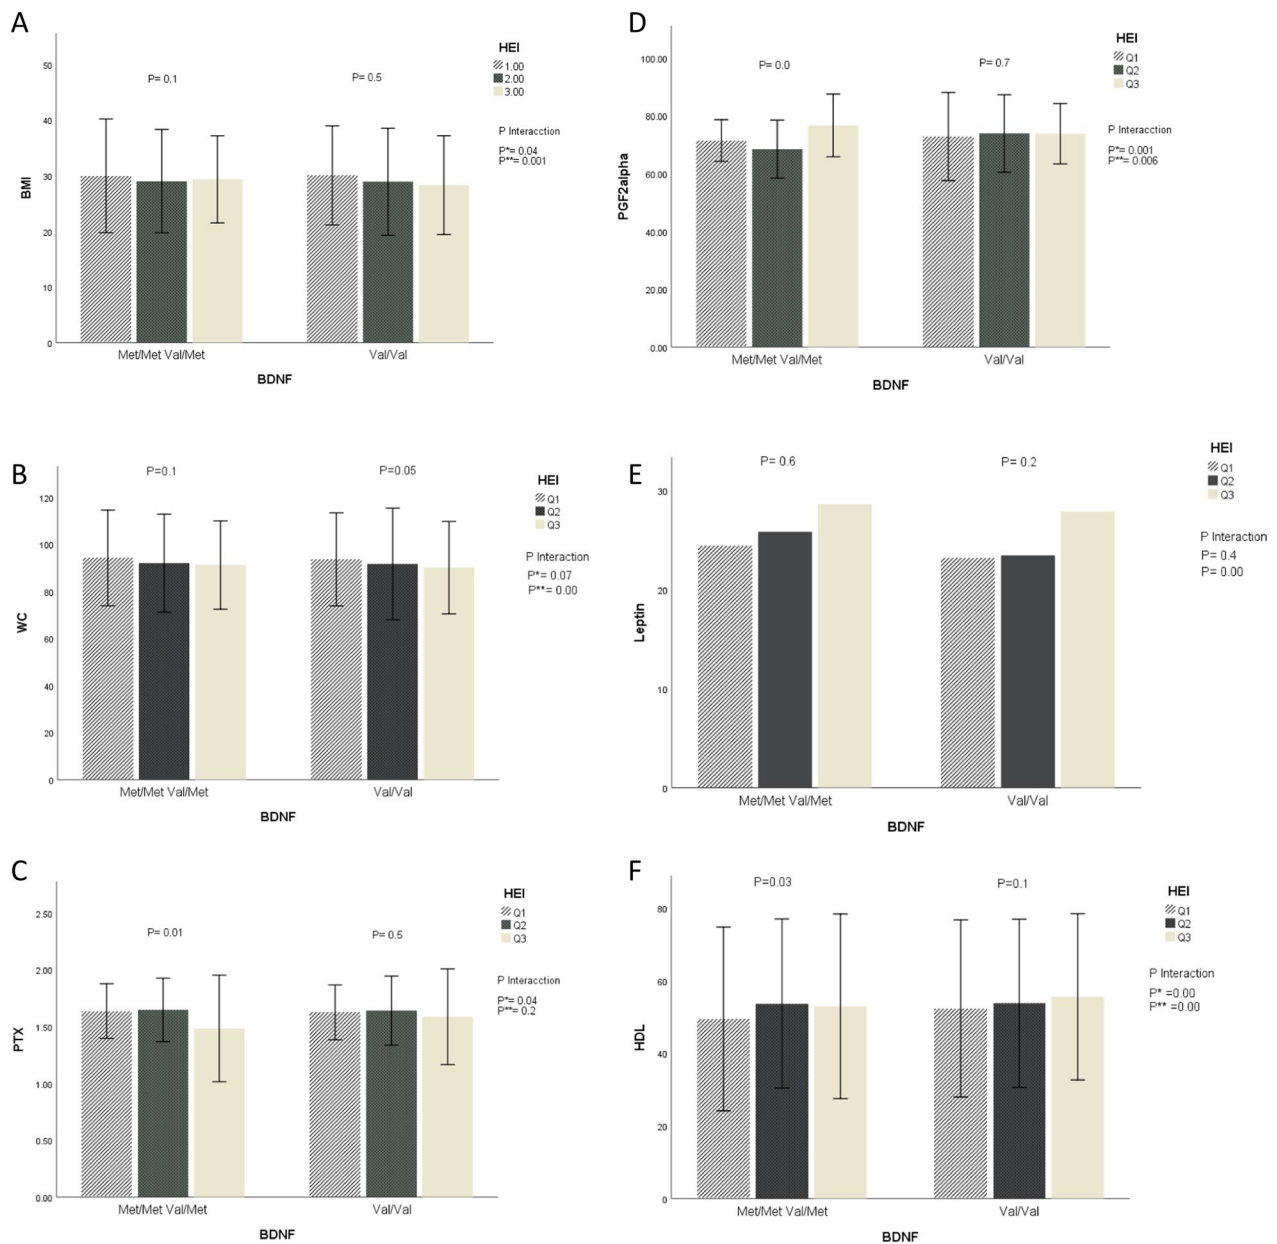 A
HEI
1.00
2.00
3.00
P= 0.1
P= 0.5
P Interacction
P*= 0.04
P**= 0.001
50
40
30
20
10
0
BMI
Met/Met Val/Met
Val/Val
BDNF
D
HEI
Q1
Q2
Q3
P= 0.0
P= 0.7
P Interaction
P*= 0.001
P**= 0.006
100.00
80.00
60.00
40.00
20.00
0.00
PGF2alpha
Met/Met Val/Met
Val/Val
BDNF
B
HEI
Q1
Q2
Q3
P=0.1
P=0.05
P Interaction
P*= 0.07
P**= 0.00
120
100
80
60
40
20
0
WC
Met/Met Val/Met
Val/Val
BDNF
E
HEI
Q1
Q2
Q3
P= 0.6
P= 0.2
P Interaction
P= 0.4
P= 0.00
30
20
10
0
Leptin
Met/Met Val/Met
Val/Val
BDNF
C
HEI
Q1
Q2
Q3
P= 0.01
P= 0.5
P Interacction
P*= 0.04
P**= 0.2
2.50
2.00
1.50
1.00
0.50
0.00
PTX
Met/Met Val/Met
Val/Val
BDNF
F
HEI
Q1
Q2
Q3
P=0.03
P=0.1
P Interaction
P* =0.00
P** =0.00
80
60
40
20
0
HDL
Met/Met Val/Met
Val/Val
BDNF